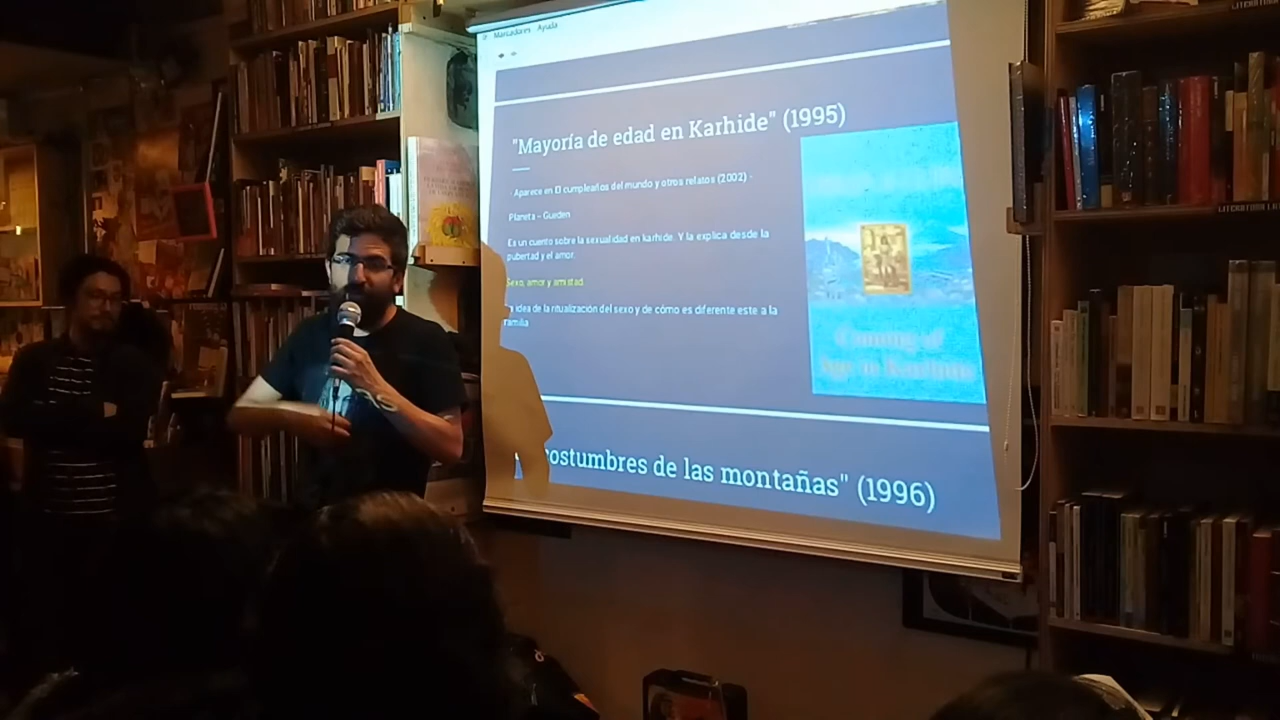 Marcadores Ayuda
"Mayoría de edad en Karhide" (1995)
- Aparece en El cumpleaños del mundo y otros relatos (2002) -
Planeta – Gueden
Es un cuento sobre la sexualidad en karhide. Y la explica desde la
pubertad y el amor.
Sexo, amor y amistad.
idea de la ritualización del sexo y de cómo es diferente este a la
familia
Coming of
Age in Karhide
costumbres de las montañas" (1996)